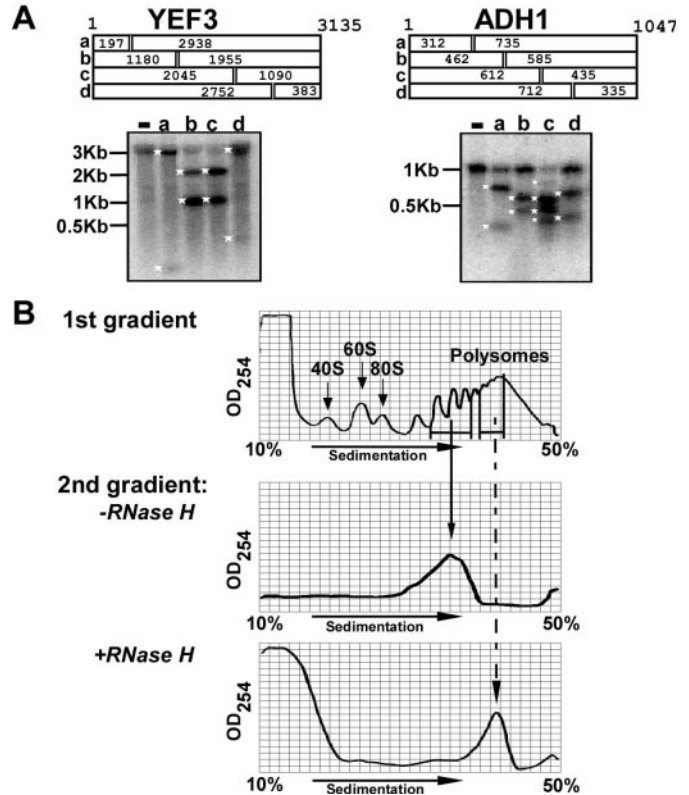 A
YEF3
ADH1
1 3135
1 1047
a 197 2938
b 1180 1955
c 2045 1090
d 2752 383
a 312 735
b 462 585
c 612 435
d 712 335
- a b c d
3Kb
2Kb
1Kb
0.5Kb
- a b c d
1Kb
0.5Kb
B
1st gradient
OD254
40S
60S
80S
Polysomes
10% Sedimentation 50%
2nd gradient:
-RNase H
OD254
10% Sedimentation 50%
+RNase H
OD254
10% Sedimentation 50%